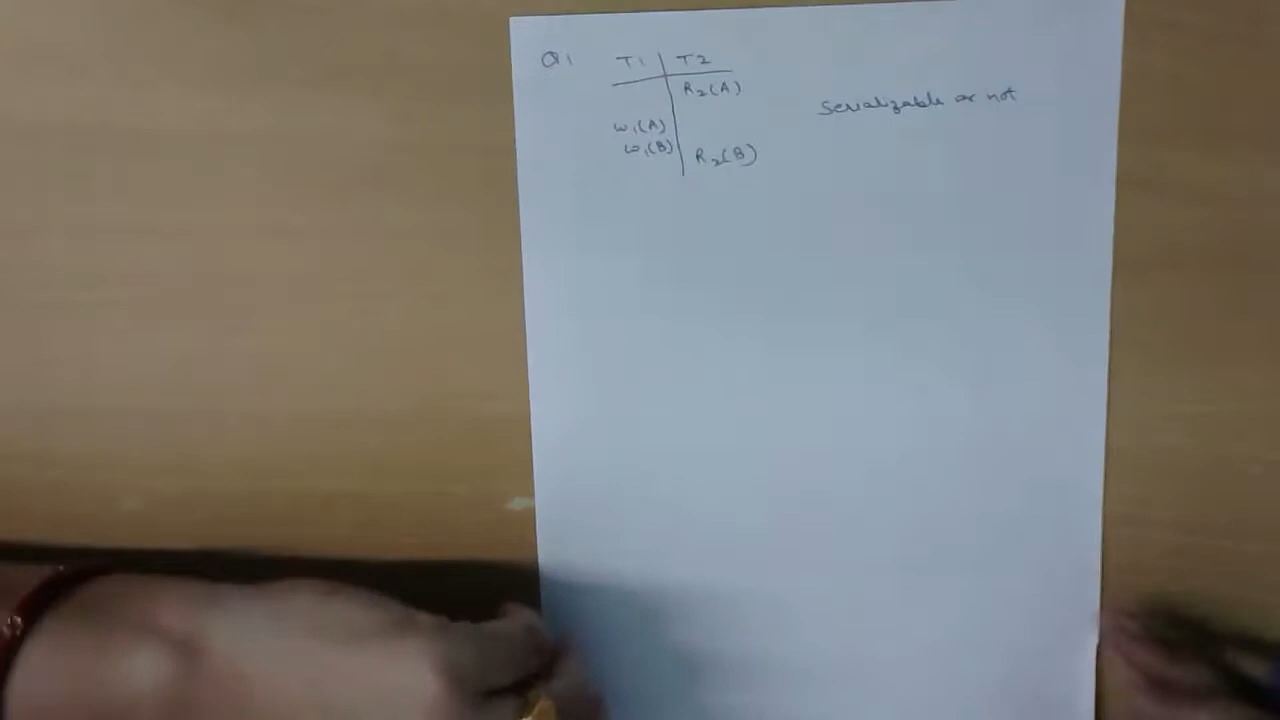 Q1 T1 T2
R2(A)
Serializable or not
W1(A)
W1(B) R2(B)